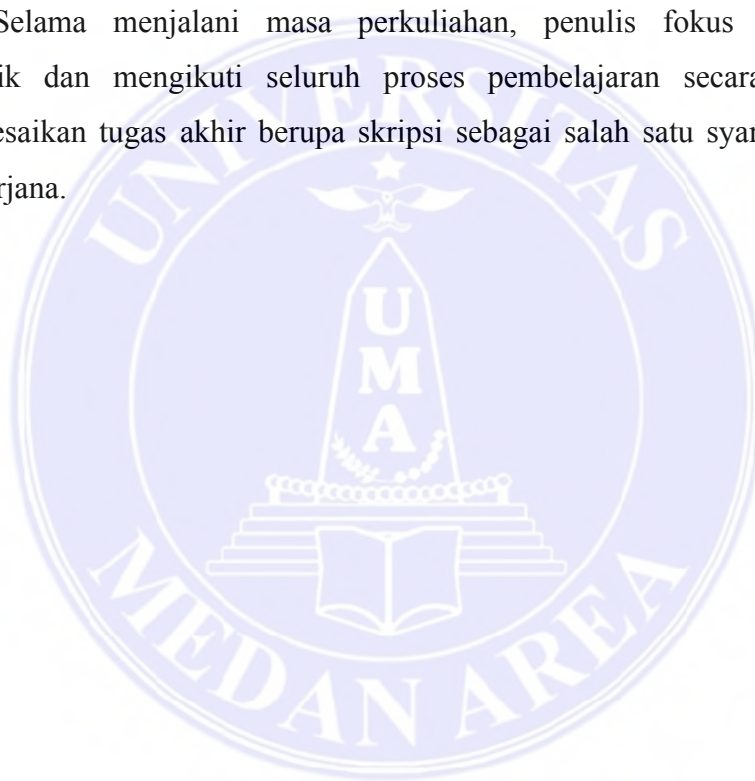 Selama menjalani masa perkuliahan, penulis fokus
ik dan mengikuti seluruh proses pembelajaran secara
esaikan tugas akhir berupa skripsi sebagai salah satu syar
rjana.
UNIVERSITAS
UMA
MEDAN AREA